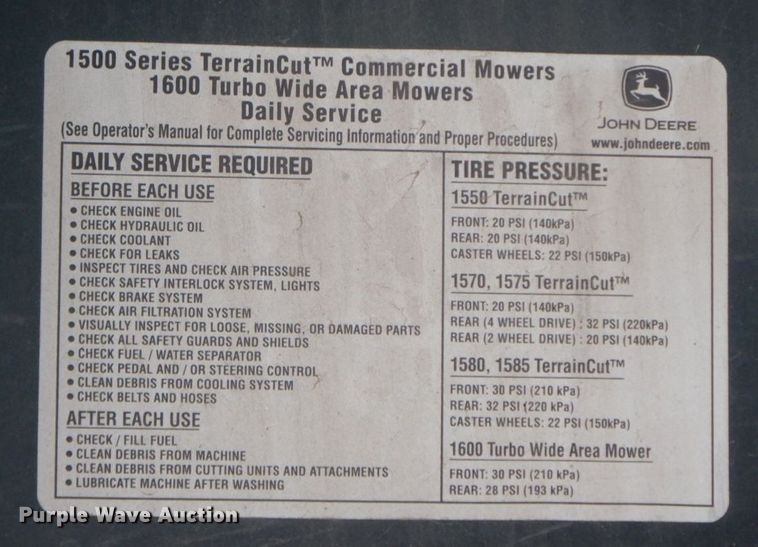 1500 Series TerrainCut™ Commercial Mowers
1600 Turbo Wide Area Mowers
Daily Service
(See Operator's Manual for Complete Servicing Information and Proper Procedures)
JOHN DEERE
www.johndeere.com
DAILY SERVICE REQUIRED
BEFORE EACH USE
• CHECK ENGINE OIL
• CHECK HYDRAULIC OIL
• CHECK COOLANT
• CHECK FOR LEAKS
• INSPECT TIRES AND CHECK AIR PRESSURE
• CHECK SAFETY INTERLOCK SYSTEM, LIGHTS
• CHECK BRAKE SYSTEM
• CHECK AIR FILTRATION SYSTEM
• VISUALLY INSPECT FOR LOOSE, MISSING, OR DAMAGED PARTS
• CHECK ALL SAFETY GUARDS AND SHIELDS
• CHECK FUEL / WATER SEPARATOR
• CHECK PEDAL AND / OR STEERING CONTROL
• CLEAN DEBRIS FROM COOLING SYSTEM
• CHECK BELTS AND HOSES
AFTER EACH USE
• CHECK / FILL FUEL
• CLEAN DEBRIS FROM MACHINE
• CLEAN DEBRIS FROM CUTTING UNITS AND ATTACHMENTS
• LUBRICATE MACHINE AFTER WASHING
TIRE PRESSURE:
1550 TerrainCut™
FRONT: 20 PSI (140kPa)
REAR: 20 PSI (140kPa)
CASTER WHEELS: 22 PSI (150kPa)
1570, 1575 TerrainCut™
FRONT: 20 PSI (140kPa)
REAR (4 WHEEL DRIVE) : 32 PSI (220kPa)
REAR (2 WHEEL DRIVE) : 20 PSI (140kPa)
1580, 1585 TerrainCut™
FRONT: 30 PSI (210 kPa)
REAR: 32 PSI (220 kPa)
CASTER WHEELS: 22 PSI (150kPa)
1600 Turbo Wide Area Mower
FRONT: 30 PSI (210 kPa)
REAR: 28 PSI (193 kPa)
Purple Wave Auction